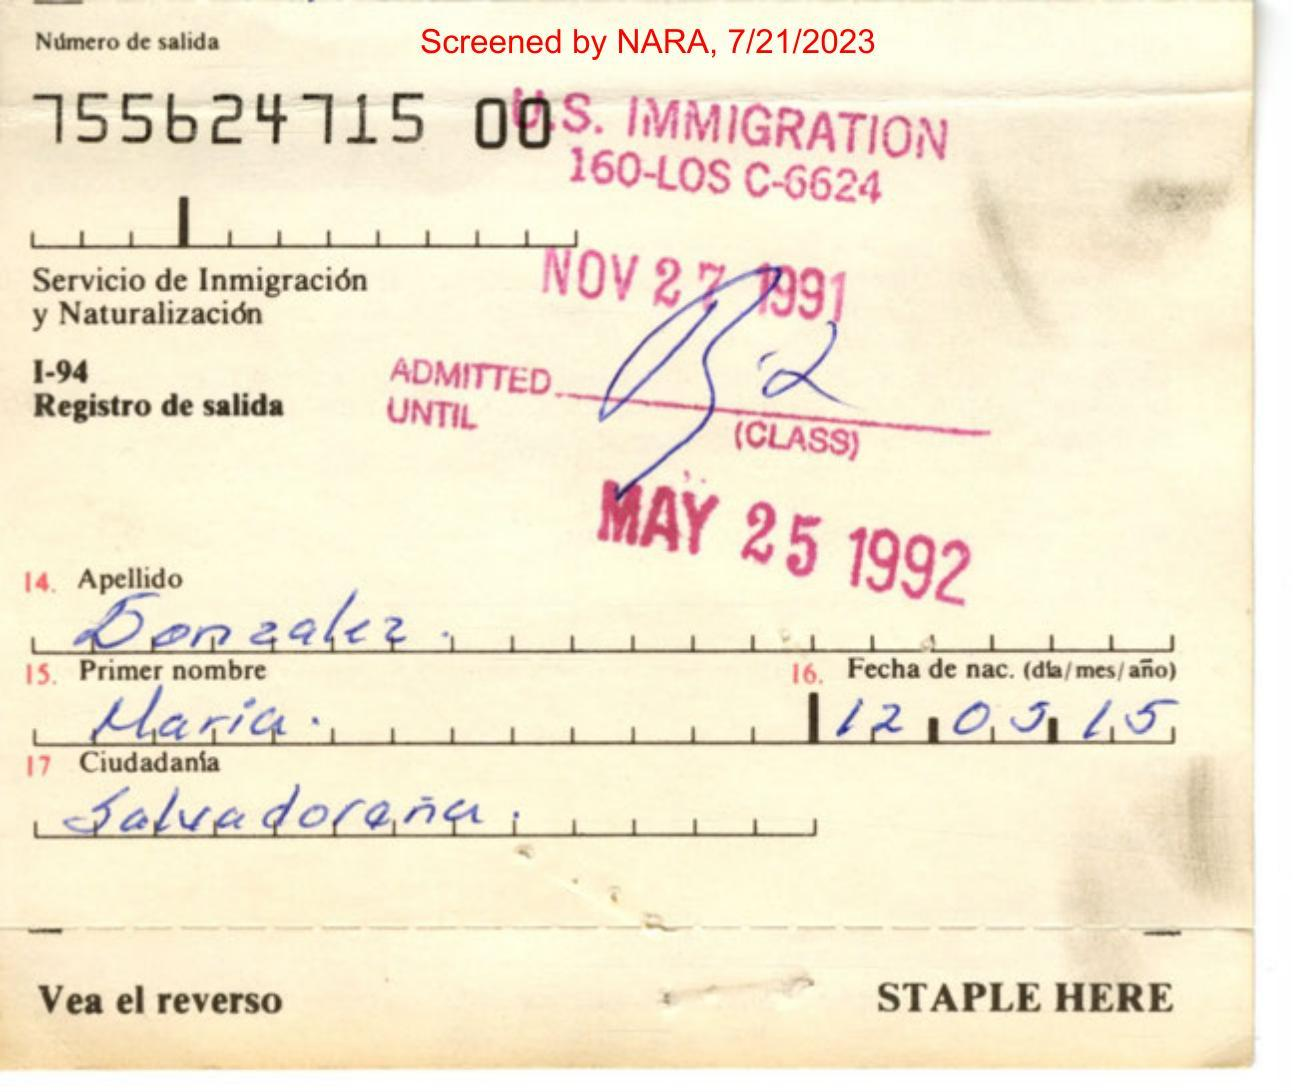 Número de salida
Screened by NARA, 7/21/2023
755624715 00
U.S. IMMIGRATION
160-LOS C-6624
Servicio de Inmigración
y Naturalización
NOV 27 1991
I-94
Registro de salida
ADMITTED
UNTIL
B-2
(CLASS)
MAY 25 1992
14. Apellido
Gonzalez.
15. Primer nombre
16. Fecha de nac. (día/mes/año)
Maria.
12 05 15
17 Ciudadanía
Salvadoreña.
Vea el reverso
STAPLE HERE